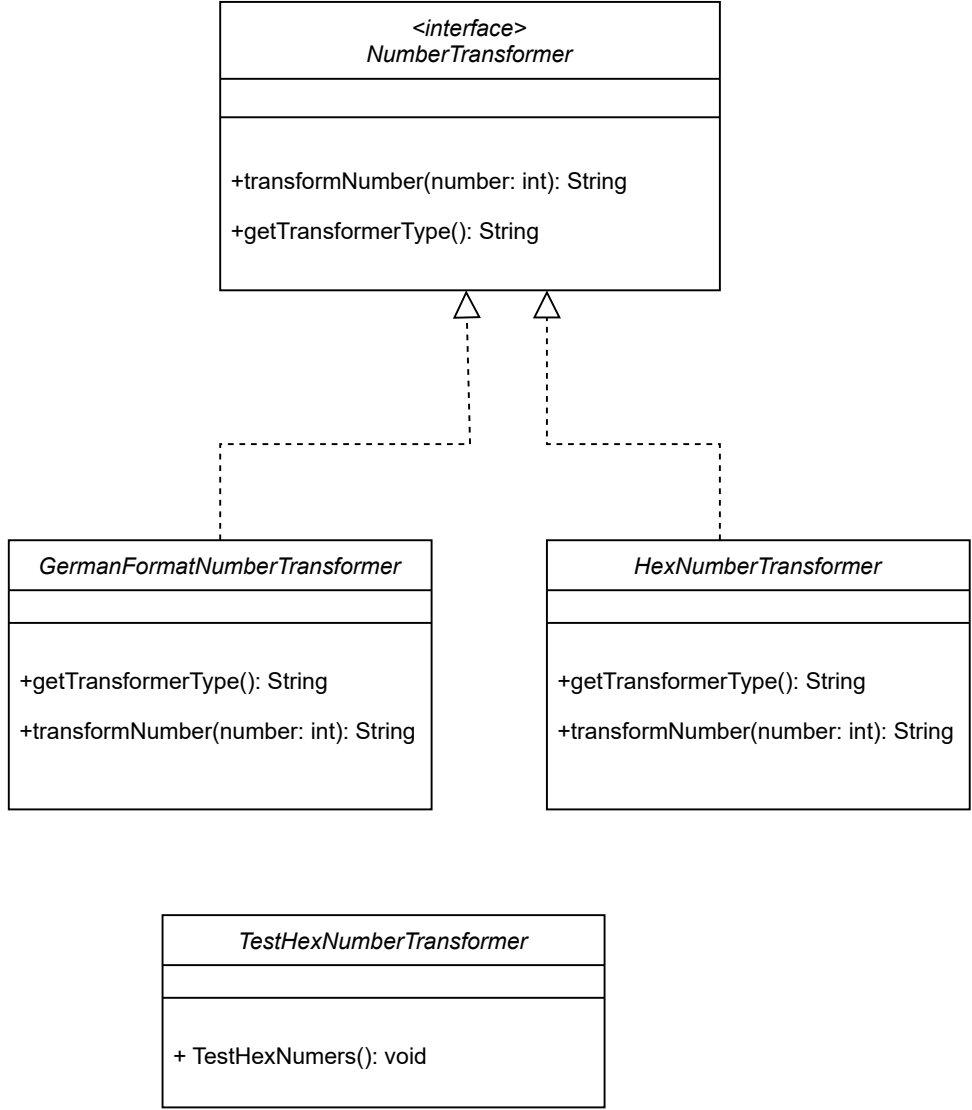 <interface>
NumberTransformer
+transformNumber(number: int): String
+getTransformerType(): String
GermanFormatNumberTransformer
+getTransformerType(): String
+transformNumber(number: int): String
HexNumberTransformer
+getTransformerType(): String
+transformNumber(number: int): String
TestHexNumberTransformer
+ TestHexNumers(): void